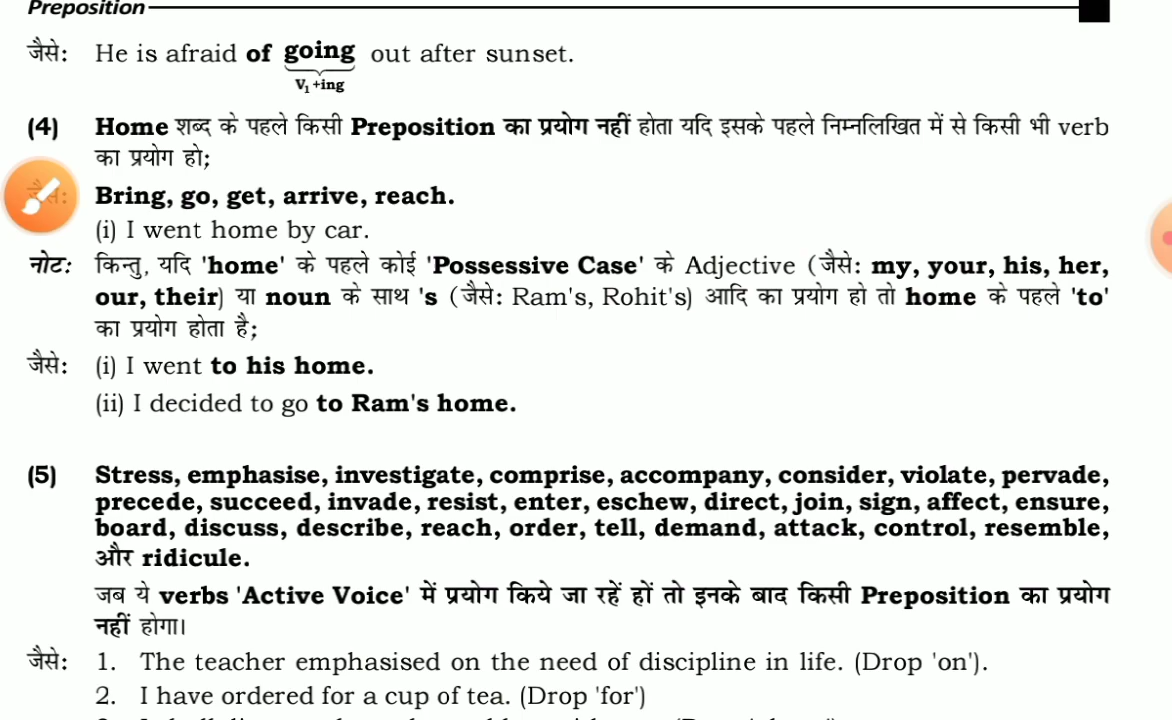 Preposition
जैसे: He is afraid of going out after sunset.
V₁+ing
(4) Home शब्द के पहले किसी Preposition का प्रयोग नहीं होता यदि इसके पहले निम्नलिखित में से किसी भी verb
का प्रयोग हो;
Bring, go, get, arrive, reach.
(i) I went home by car.
नोट: किन्तु, यदि 'home' के पहले कोई 'Possessive Case' के Adjective (जैसे: my, your, his, her,
our, their) या noun के साथ 's (जैसे: Ram's, Rohit's) आदि का प्रयोग हो तो home के पहले 'to'
का प्रयोग होता है;
जैसे: (i) I went to his home.
(ii) I decided to go to Ram's home.
(5) Stress, emphasise, investigate, comprise, accompany, consider, violate, pervade,
precede, succeed, invade, resist, enter, eschew, direct, join, sign, affect, ensure,
board, discuss, describe, reach, order, tell, demand, attack, control, resemble,
और ridicule.
जब ये verbs 'Active Voice' में प्रयोग किये जा रहें हों तो इनके बाद किसी Preposition का प्रयोग
नहीं होगा।
जैसे: 1. The teacher emphasised on the need of discipline in life. (Drop 'on').
2. I have ordered for a cup of tea. (Drop 'for')